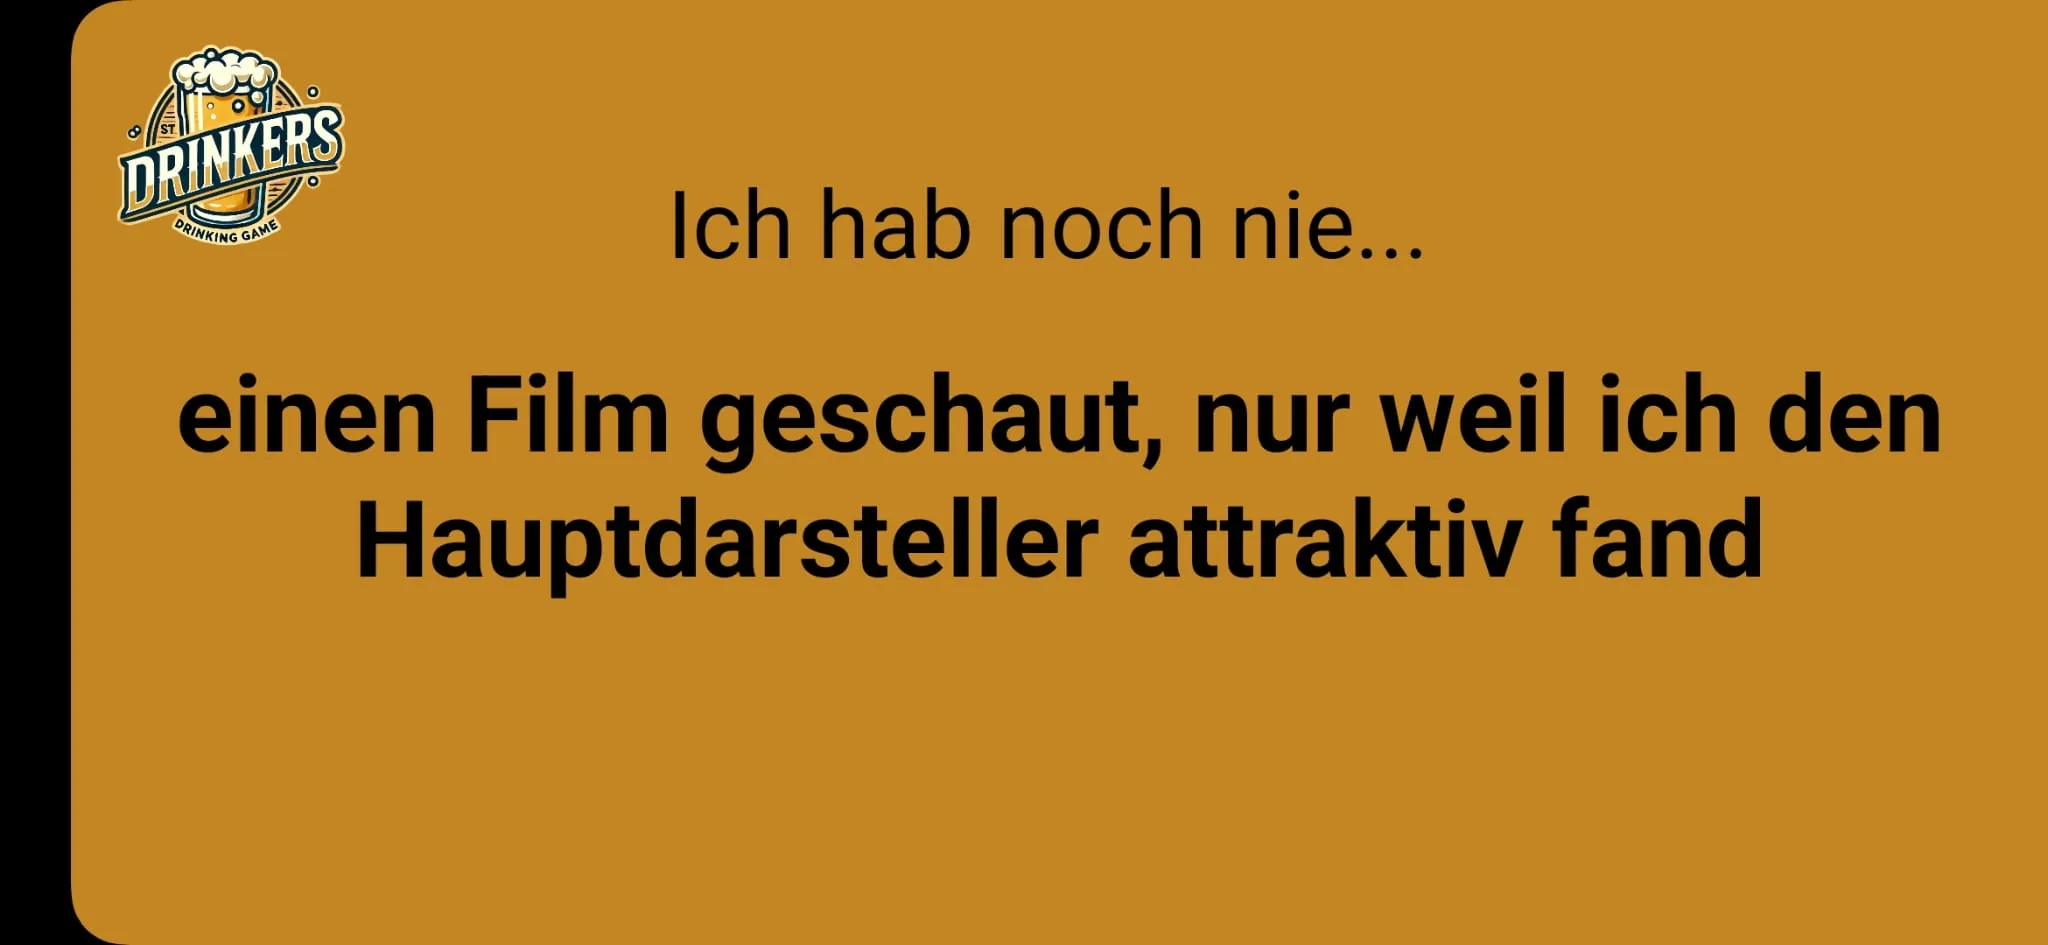 ST.
DRINKERS
DRINKING GAME
Ich hab noch nie...
einen Film geschaut, nur weil ich den
Hauptdarsteller attraktiv fand